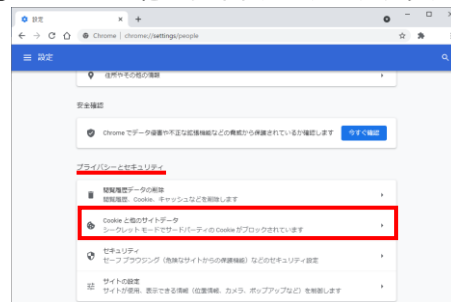 設定
Chrome | chrome://settings/people
設定
住所やその他の情報
安全確認
Chrome でデータ侵害や不正な拡張機能などの脅威から保護されているか確認します
今すぐ確認
プライバシーとセキュリティ
閲覧履歴データの削除
閲覧履歴、Cookie、キャッシュなどを削除します
Cookie と他のサイトデータ
シークレット モードでサードパーティの Cookie がブロックされています
セキュリティ
セーフ ブラウジング（危険なサイトからの保護機能）などのセキュリティ設定
サイトの設定
サイトが使用、表示できる情報（位置情報、カメラ、ポップアップなど）を制御します